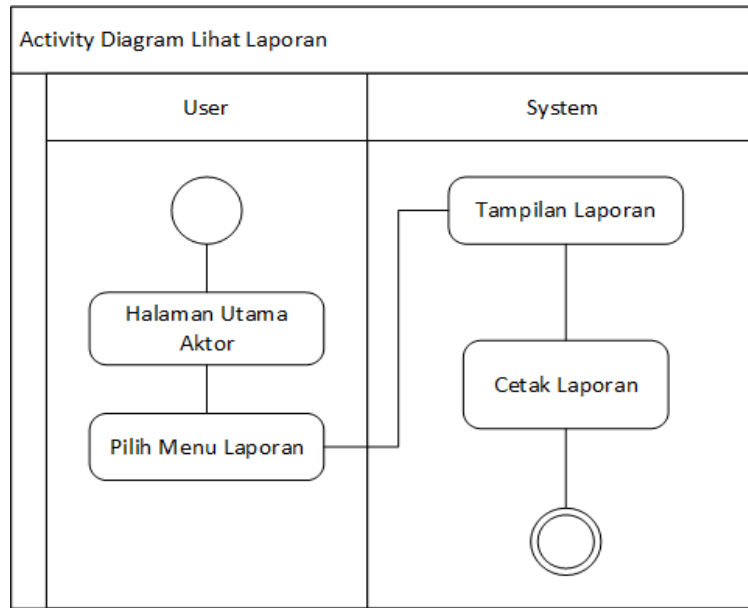 Activity Diagram Lihat Laporan
User
System
Halaman Utama
Aktor
Pilih Menu Laporan
Tampilan Laporan
Cetak Laporan